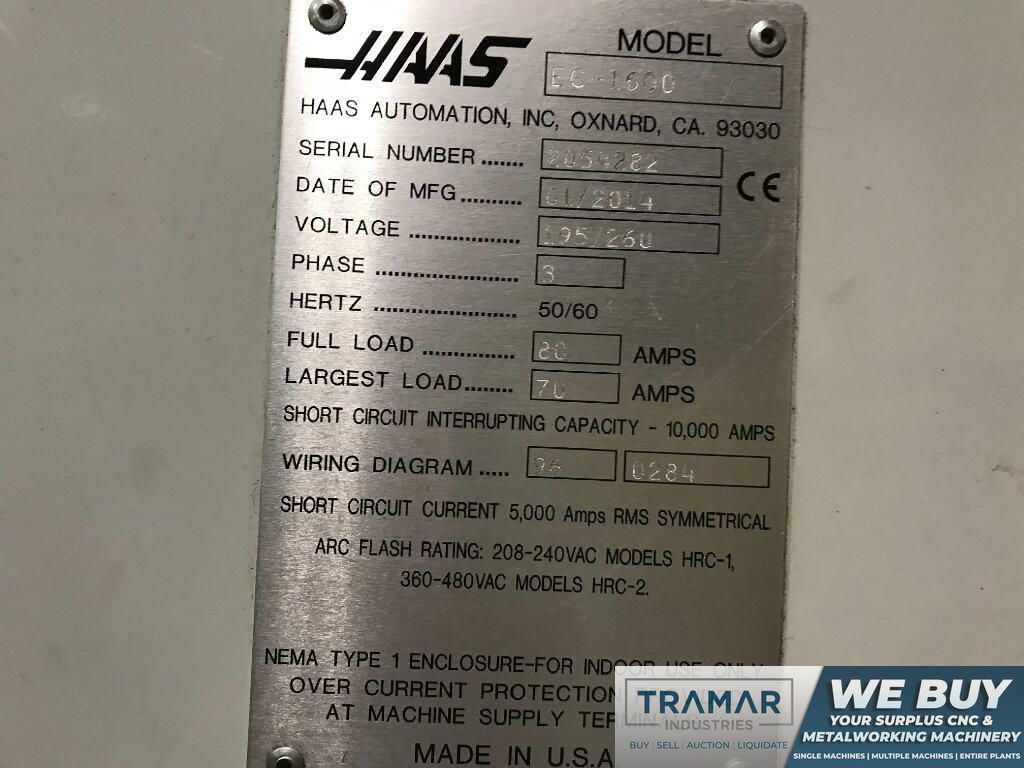 HAAS
MODEL
EC-1600
HAAS AUTOMATION, INC, OXNARD, CA. 93030
SERIAL NUMBER ....... 2054282
DATE OF MFG .......... 01/2014
CE
VOLTAGE .................. 195/260
PHASE ....................... 3
HERTZ ....................... 50/60
FULL LOAD ............... 80 AMPS
LARGEST LOAD........ 70 AMPS
SHORT CIRCUIT INTERRUPTING CAPACITY - 10,000 AMPS
WIRING DIAGRAM ..... 96 0284
SHORT CIRCUIT CURRENT 5,000 Amps RMS SYMMETRICAL
ARC FLASH RATING: 208-240VAC MODELS HRC-1,
360-480VAC MODELS HRC-2.
NEMA TYPE 1 ENCLOSURE-FOR INDOOR USE ONLY
OVER CURRENT PROTECTION
AT MACHINE SUPPLY
MADE IN U.S.A
TRAMAR
INDUSTRIES
BUY | SELL | AUCTION | LIQUIDATE
WE BUY
YOUR SURPLUS CNC &
METALWORKING MACHINERY
SINGLE MACHINES | MULTIPLE MACHINES | ENTIRE PLANTS